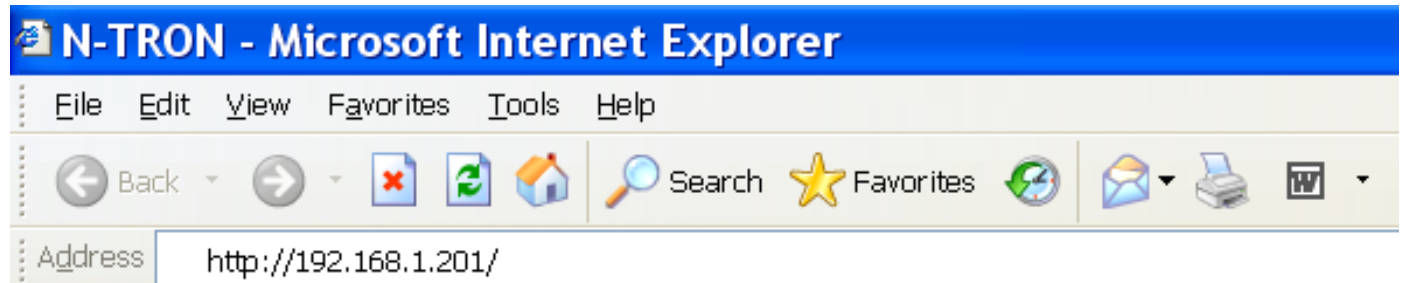 N-TRON - Microsoft Internet Explorer
File Edit View Favorites Tools Help
Back Search Favorites W
Address http://192.168.1.201/